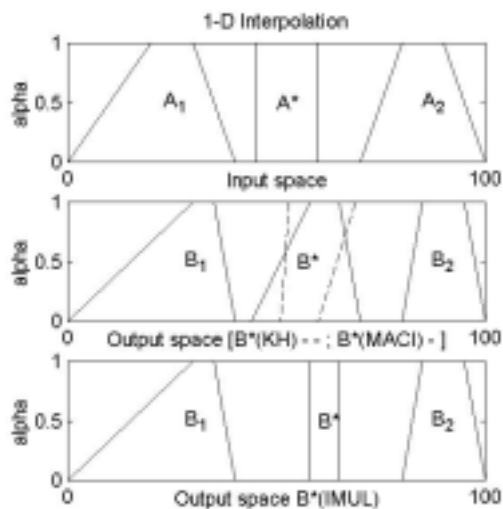 1-D Interpolation
1
alpha
0.5
A1
A*
A2
0
0
100
Input space
1
alpha
0.5
B1
B*
B2
0
0
100
Output space [B*(KH) - - ; B*(MACI) - ]
1
alpha
0.5
B1
B*
B2
0
0
100
Output space B*(IMUL)